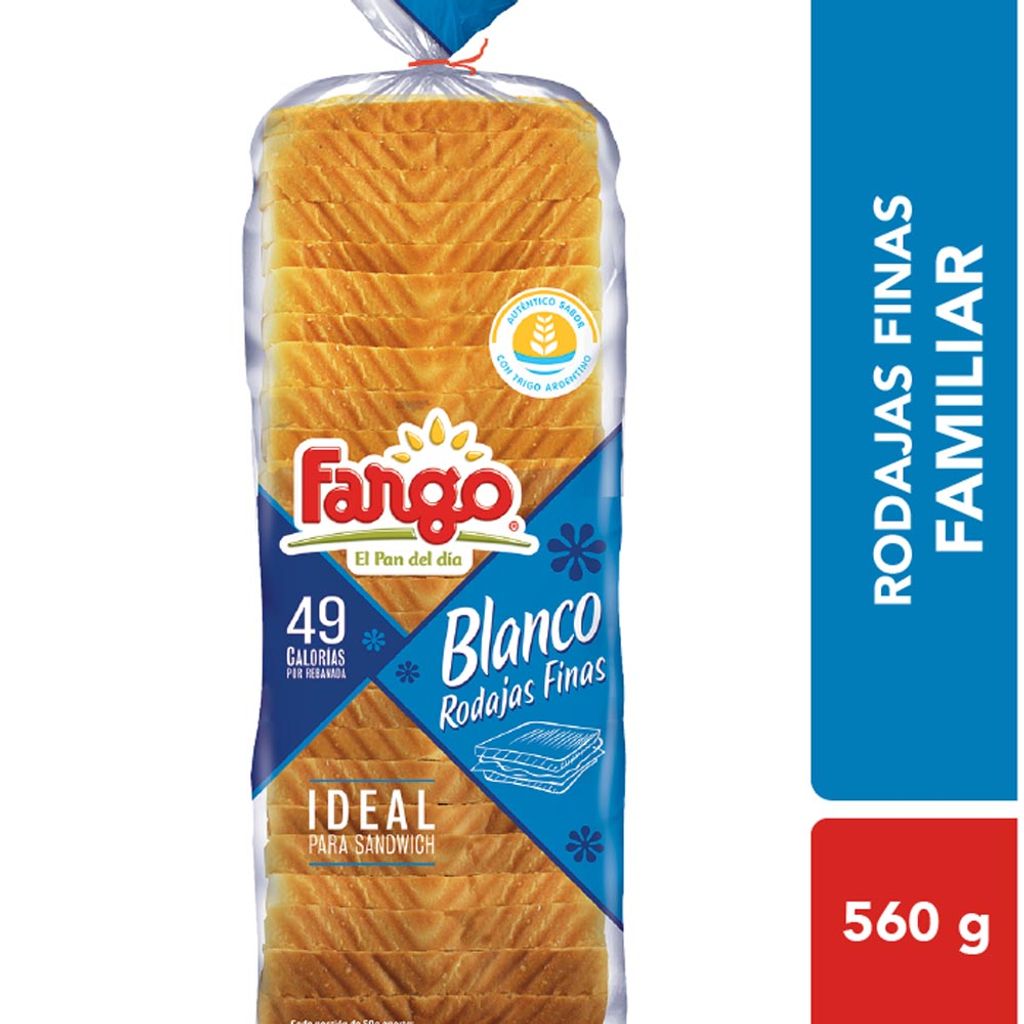 AUTÉNTICO SABOR
CON TRIGO ARGENTINO
Fargo®
El Pan del día
49
CALORÍAS
POR REBANADA
Blanco
Rodajas Finas
IDEAL
PARA SANDWICH
RODAJAS FINAS
FAMILIAR
560 g